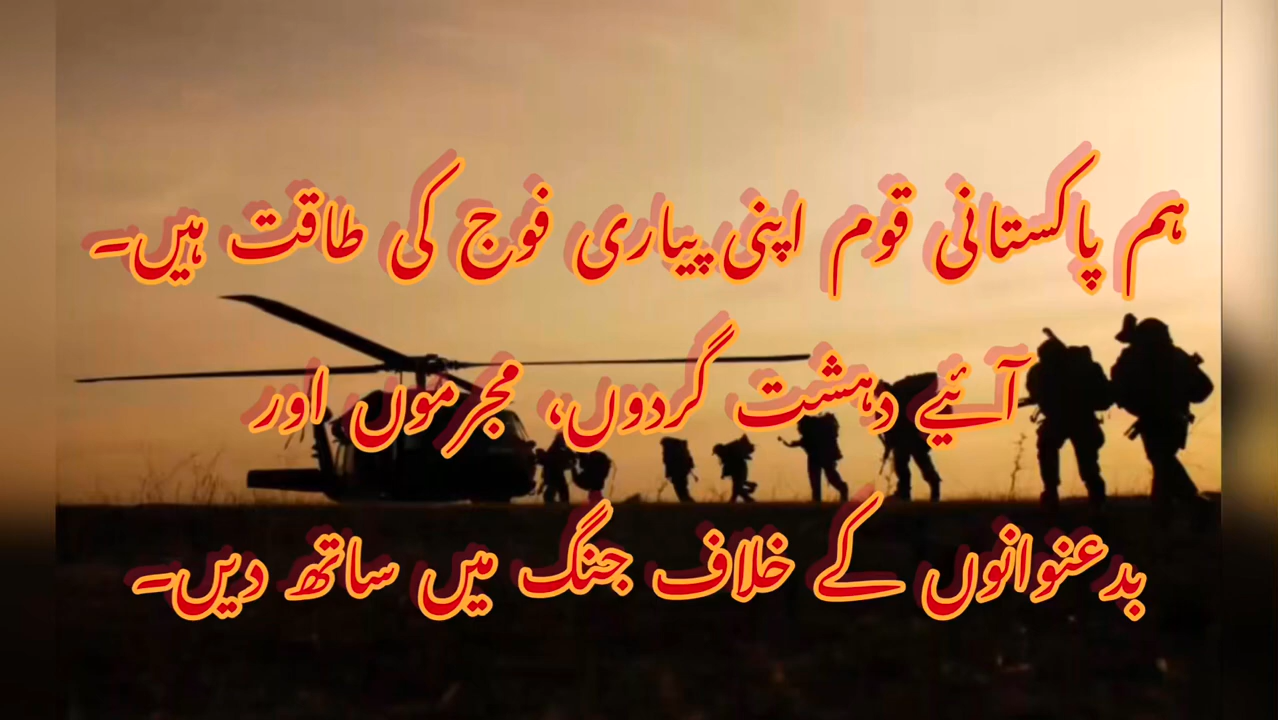 ہم پاکستانی قوم اپنی پیاری فوج کی طاقت ہیں۔
آئیے دہشت گردوں، مجرموں اور
بدعنوانوں کے خلاف جنگ میں ساتھ دیں۔